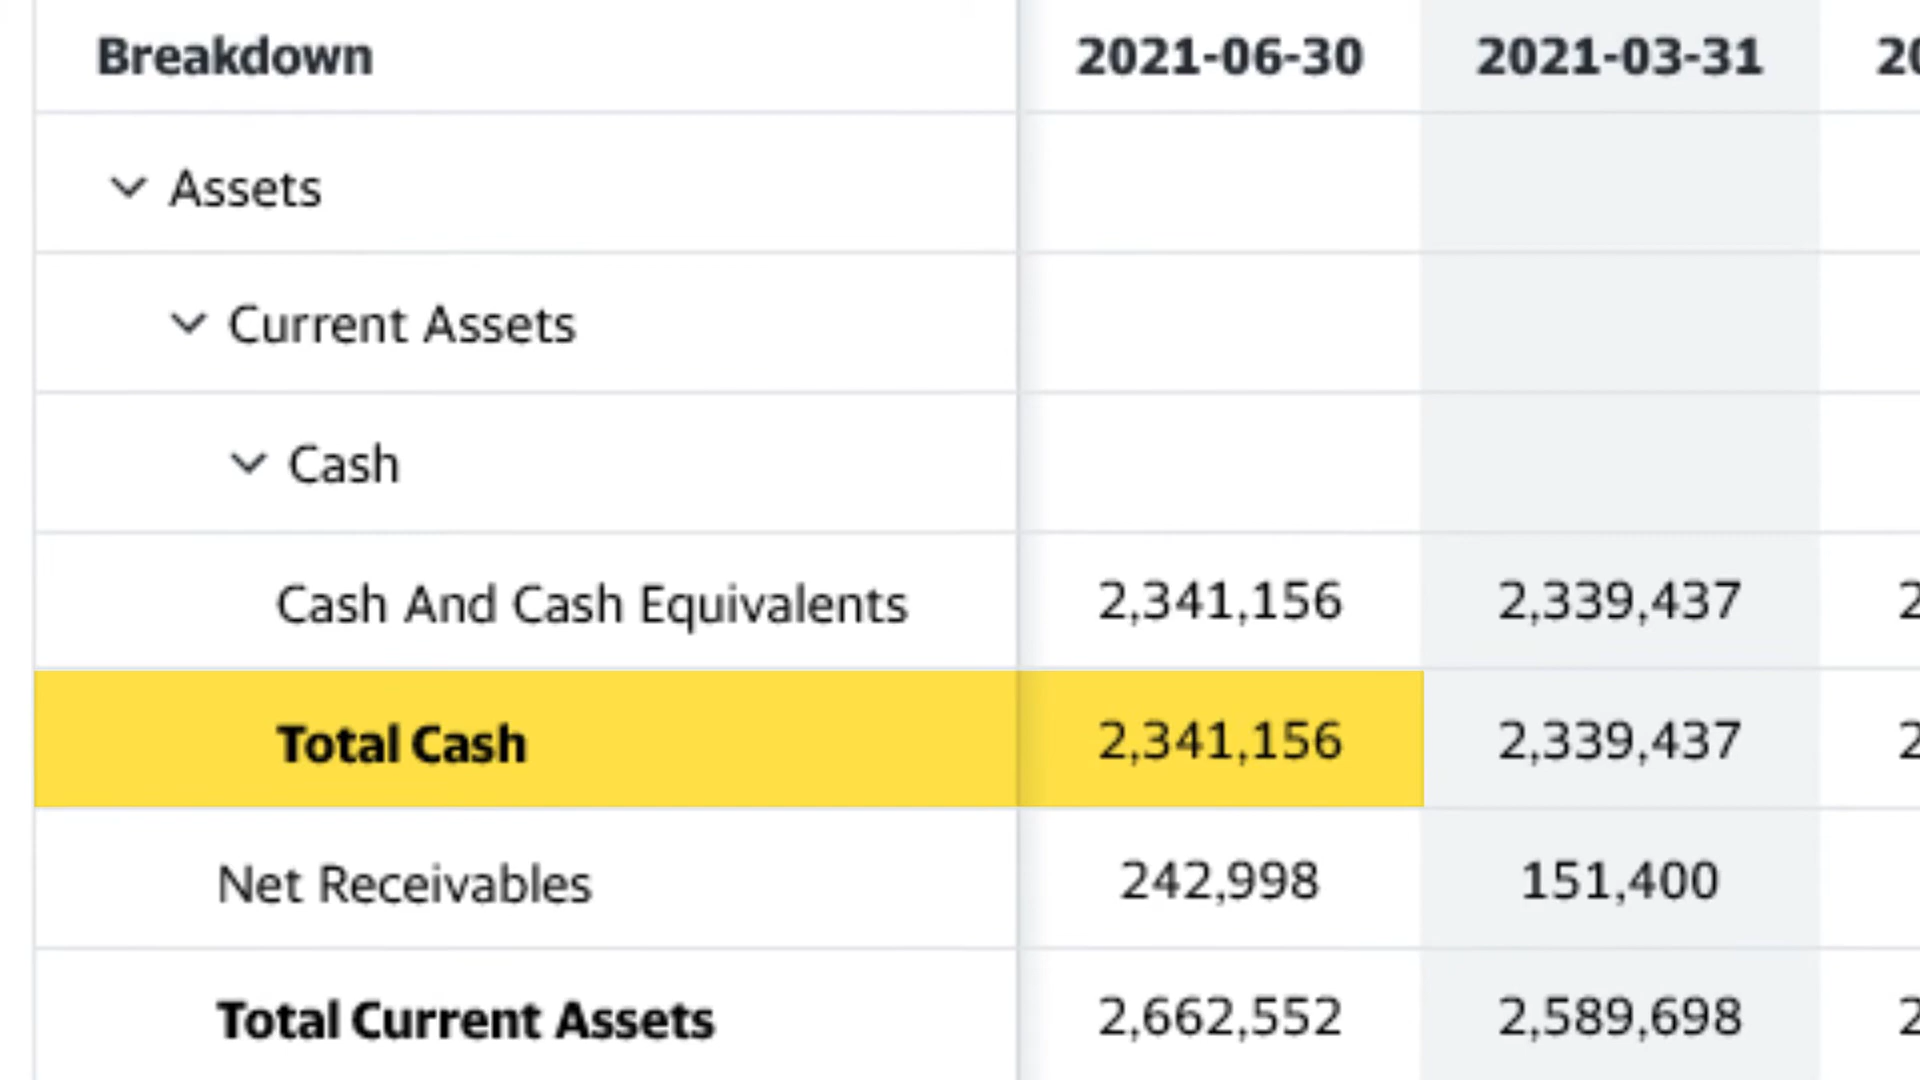 Breakdown 2021-06-30 2021-03-31
Assets
Current Assets
Cash
Cash And Cash Equivalents 2,341,156 2,339,437
Total Cash 2,341,156 2,339,437
Net Receivables 242,998 151,400
Total Current Assets 2,662,552 2,589,698